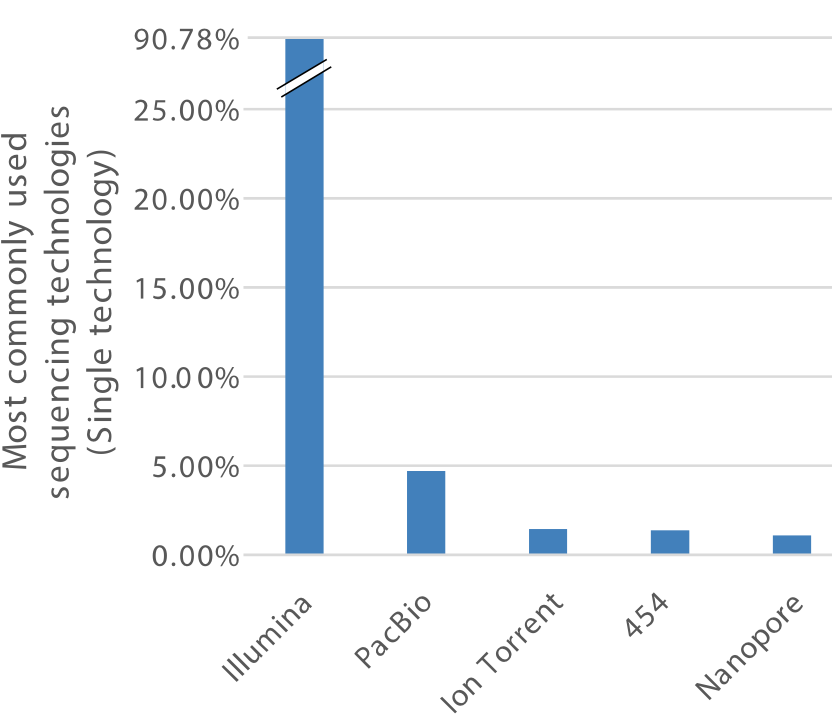 Most commonly used
sequencing technologies
(Single technology)
90.78%
25.00%
20.00%
15.00%
10.00%
5.00%
0.00%
Illumina
PacBio
Ion Torrent
454
Nanopore